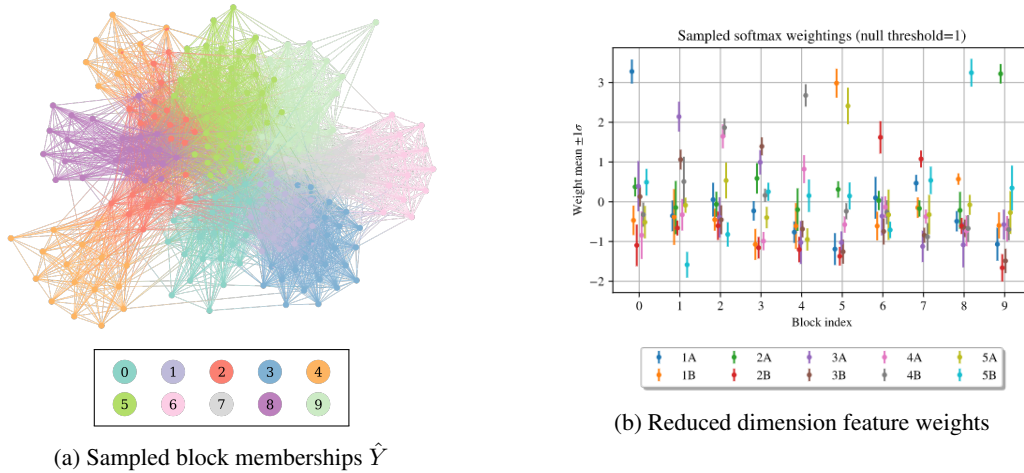 0 1 2 3 4
5 6 7 8 9
(a) Sampled block memberships Ŷ
Sampled softmax weightings (null threshold=1)
Weight mean ±1σ
3
2
1
0
−1
−2
0 1 2 3 4 5 6 7 8 9
Block index
1A 2A 3A 4A 5A
1B 2B 3B 4B 5B
(b) Reduced dimension feature weights